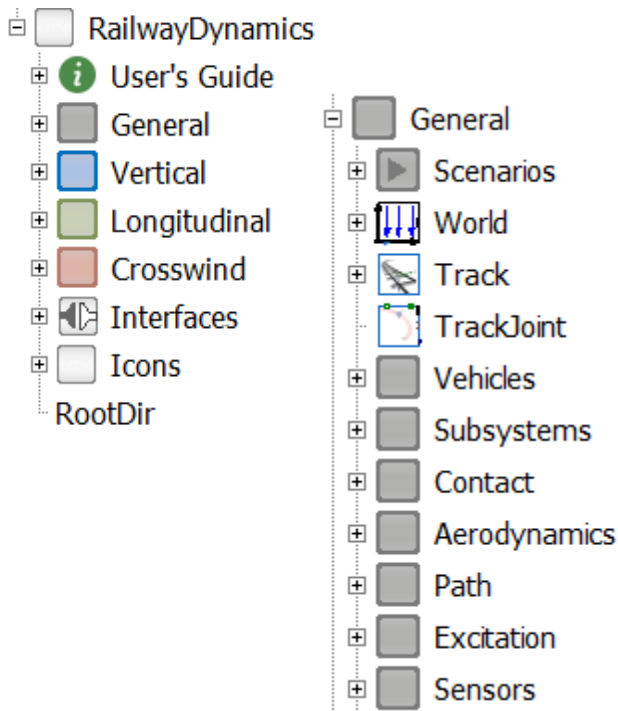 RailwayDynamics
User's Guide
General
Vertical
Longitudinal
Crosswind
Interfaces
Icons
RootDir
General
Scenarios
World
Track
TrackJoint
Vehicles
Subsystems
Contact
Aerodynamics
Path
Excitation
Sensors